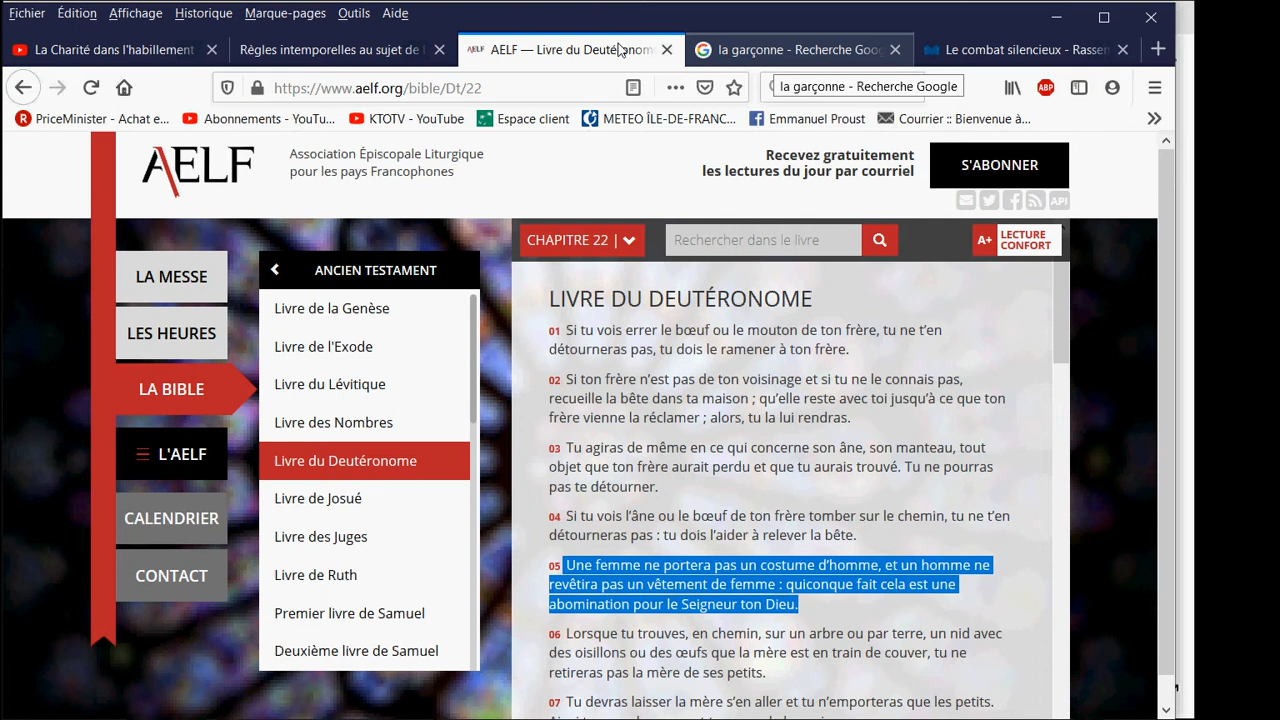 Fichier Édition Affichage Historique Marque-pages Outils Aide
La Charité dans l'habillement
Règles intemporelles au sujet de l
AELF AELF — Livre du Deutéronome
la garçonne - Recherche Goo
Le combat silencieux - Rassen
https://www.aelf.org/bible/Dt/22
la garçonne - Recherche Google
ABP
PriceMinister - Achat e...
Abonnements - YouTu...
KTOTV - YouTube
Espace client
METEO ÎLE-DE-FRANC...
Emmanuel Proust
Courrier :: Bienvenue à...
AELF
Association Épiscopale Liturgique
pour les pays Francophones
Recevez gratuitement
les lectures du jour par courriel
S'ABONNER
API
LA MESSE
LES HEURES
LA BIBLE
L'AELF
CALENDRIER
CONTACT
ANCIEN TESTAMENT
Livre de la Genèse
Livre de l'Exode
Livre du Lévitique
Livre des Nombres
Livre du Deutéronome
Livre de Josué
Livre des Juges
Livre de Ruth
Premier livre de Samuel
Deuxième livre de Samuel
CHAPITRE 22 |
Rechercher dans le livre
A+ LECTURE
CONFORT
LIVRE DU DEUTÉRONOME
01 Si tu vois errer le bœuf ou le mouton de ton frère, tu ne t'en
détourneras pas, tu dois le ramener à ton frère.
02 Si ton frère n'est pas de ton voisinage et si tu ne le connais pas,
recueille la bête dans ta maison ; qu'elle reste avec toi jusqu'à ce que ton
frère vienne la réclamer ; alors, tu la lui rendras.
03 Tu agiras de même en ce qui concerne son âne, son manteau, tout
objet que ton frère aurait perdu et que tu aurais trouvé. Tu ne pourras
pas te détourner.
04 Si tu vois l'âne ou le bœuf de ton frère tomber sur le chemin, tu ne t'en
détourneras pas : tu dois l'aider à relever la bête.
05 Une femme ne portera pas un costume d'homme, et un homme ne
revêtira pas un vêtement de femme : quiconque fait cela est une
abomination pour le Seigneur ton Dieu.
06 Lorsque tu trouves, en chemin, sur un arbre ou par terre, un nid avec
des oisillons ou des œufs que la mère est en train de couver, tu ne
retireras pas la mère de ses petits.
07 Tu devras laisser la mère s'en aller et tu n'emporteras que les petits.